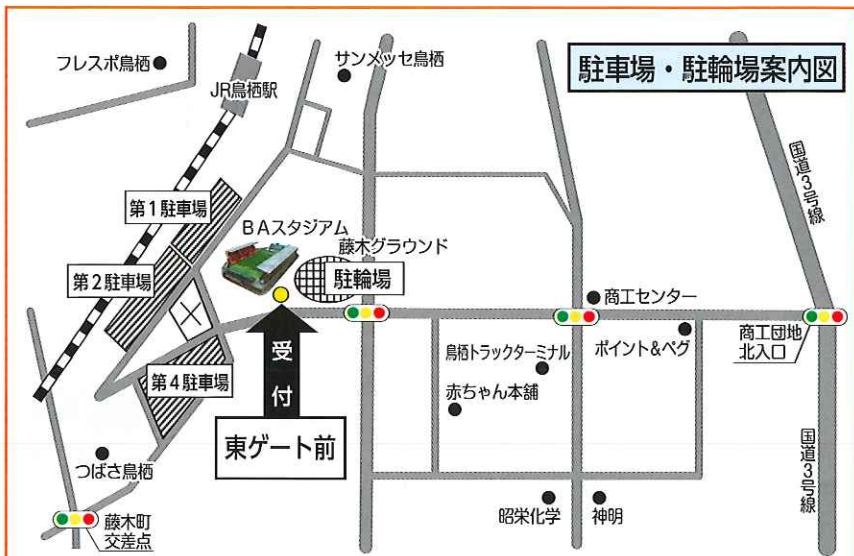 駐車場・駐輪場案内図
フレスポ鳥栖
JR鳥栖駅
サンメッセ鳥栖
国道3号線
第1駐車場
BAスタジアム
藤木グラウンド
第2駐車場
駐輪場
商工センター
ポイント&ペグ
商工団地
北入口
受付
鳥栖トラックターミナル
第4駐車場
赤ちゃん本舗
東ゲート前
つばさ鳥栖
国道3号線
昭栄化学
神明
藤木町
交差点